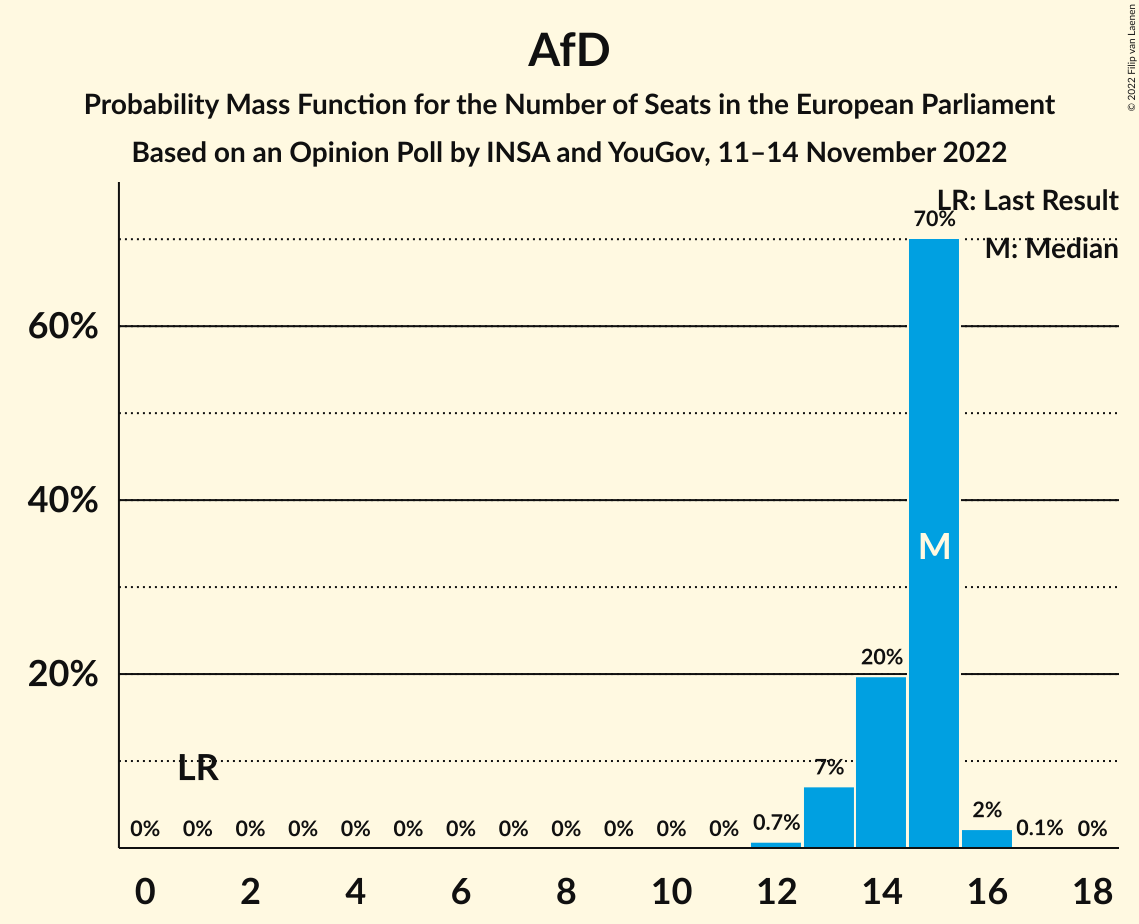 AfD
Probability Mass Function for the Number of Seats in the European Parliament
Based on an Opinion Poll by INSA and YouGov, 11–14 November 2022
© 2022 Filip van Laenen
LR: Last Result
M: Median
70%
60%
40%
M
20%
20%
LR
7%
0% 0% 0% 0% 0% 0% 0% 0% 0% 0% 0% 0% 0.7% 2% 0.1% 0%
0 2 4 6 8 10 12 14 16 18